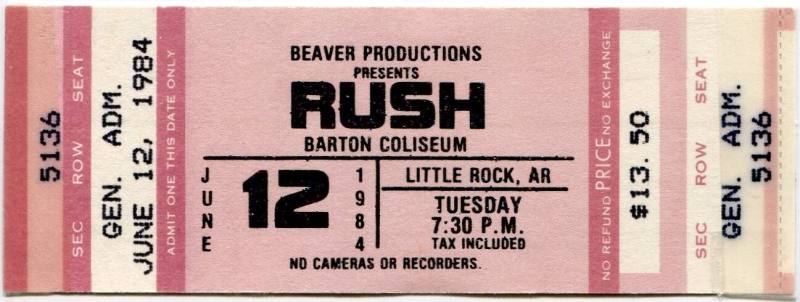 5136
SEC ROW SEAT
GEN. ADM.
JUNE 12, 1984
ADMIT ONE THIS DATE ONLY
BEAVER PRODUCTIONS
PRESENTS
RUSH
BARTON COLISEUM
JUNE
12
1984
LITTLE ROCK, AR
TUESDAY
7:30 P.M.
TAX INCLUDED
NO CAMERAS OR RECORDERS.
NO REFUND PRICE NO EXCHANGE
$13.50
SEC ROW SEAT
GEN. ADM.
5136